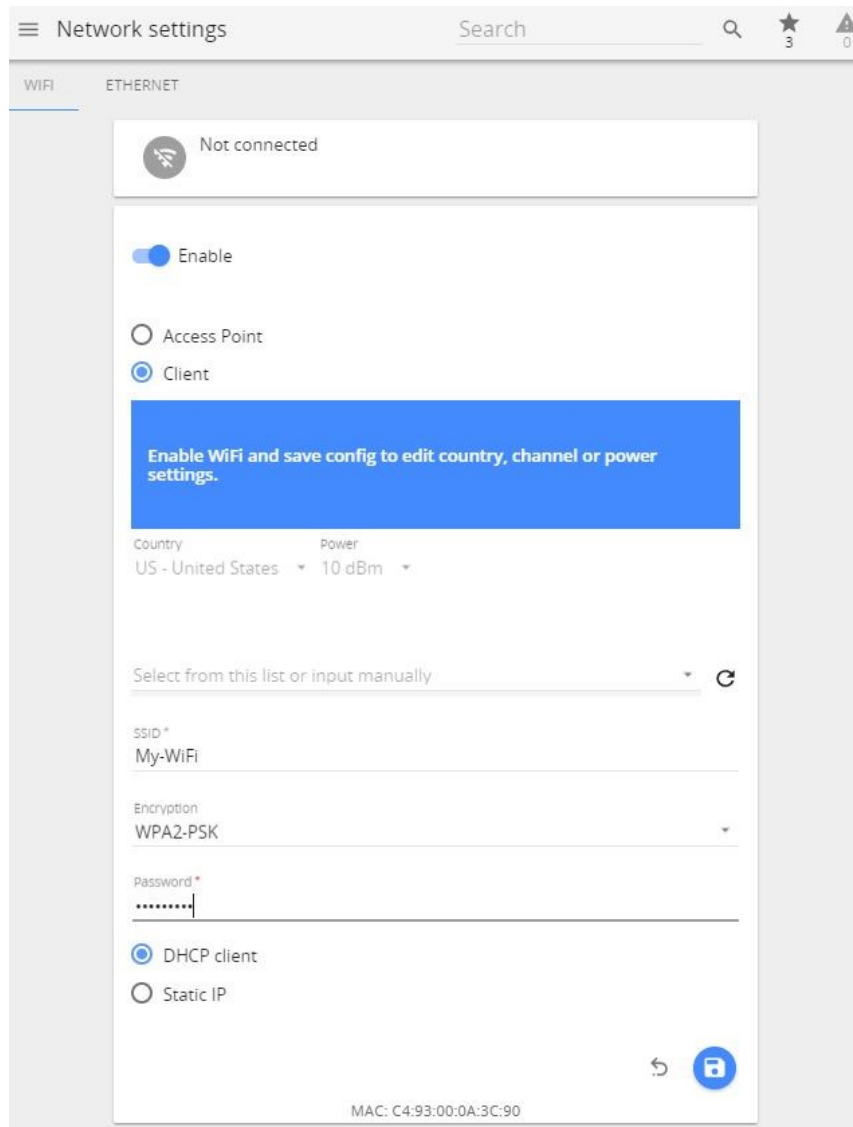 Network settings
Search
3
0
WIFI ETHERNET
Not connected
Enable
Access Point
Client
Enable WiFi and save config to edit country, channel or power
settings.
Country Power
US - United States 10 dBm
Select from this list or input manually
SSID *
My-WiFi
Encryption
WPA2-PSK
Password *
•••••••••
DHCP client
Static IP
MAC: C4:93:00:0A:3C:90